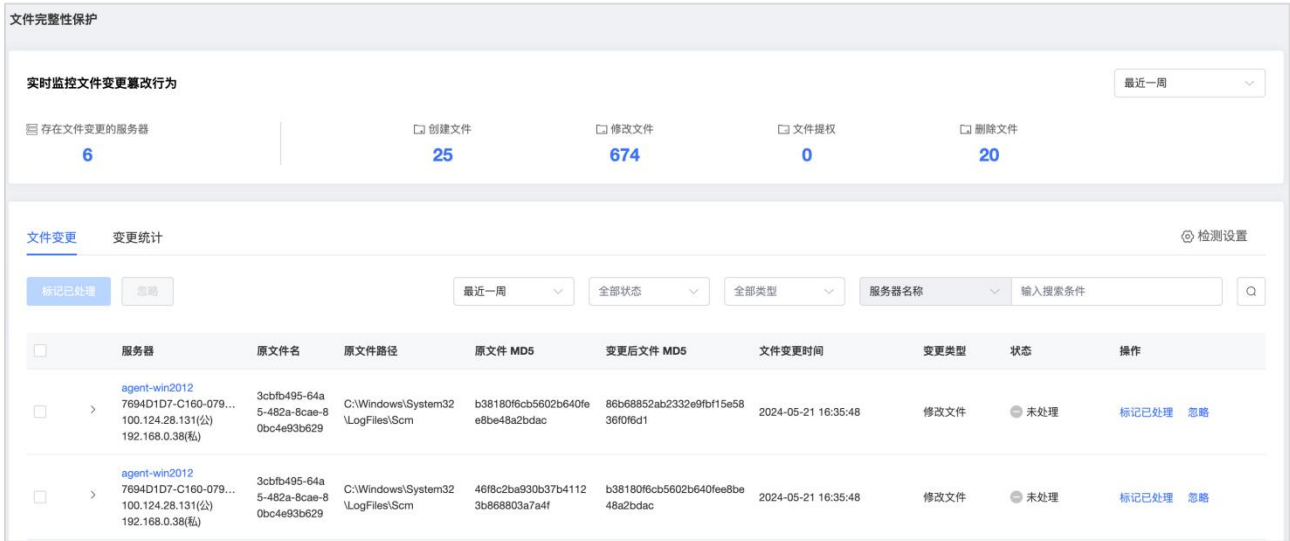 文件完整性保护
实时监控文件变更篡改行为
最近一周
存在文件变更的服务器
创建文件
修改文件
文件提权
删除文件
6
25
674
0
20
文件变更
变更统计
检测设置
标记已处理
忽略
最近一周
全部状态
全部类型
服务器名称
输入搜索条件
服务器
原文件名
原文件路径
原文件 MD5
变更后文件 MD5
文件变更时间
变更类型
状态
操作
agent-win2012
7694D1D7-C160-079...
100.124.28.131(公)
192.168.0.38(私)
3cbfb495-64a
5-482a-8cae-8
0bc4e93b629
C:\Windows\System32
\LogFiles\Scm
b38180f6cb5602b640fe
e8be48a2bdac
86b68852ab2332e9fbf15e58
36f0f6d1
2024-05-21 16:35:48
修改文件
未处理
标记已处理
忽略
agent-win2012
7694D1D7-C160-079...
100.124.28.131(公)
192.168.0.38(私)
3cbfb495-64a
5-482a-8cae-8
0bc4e93b629
C:\Windows\System32
\LogFiles\Scm
46f8c2ba930b37b4112
3b868803a7a4f
b38180f6cb5602b640fee8be
48a2bdac
2024-05-21 16:35:48
修改文件
未处理
标记已处理
忽略